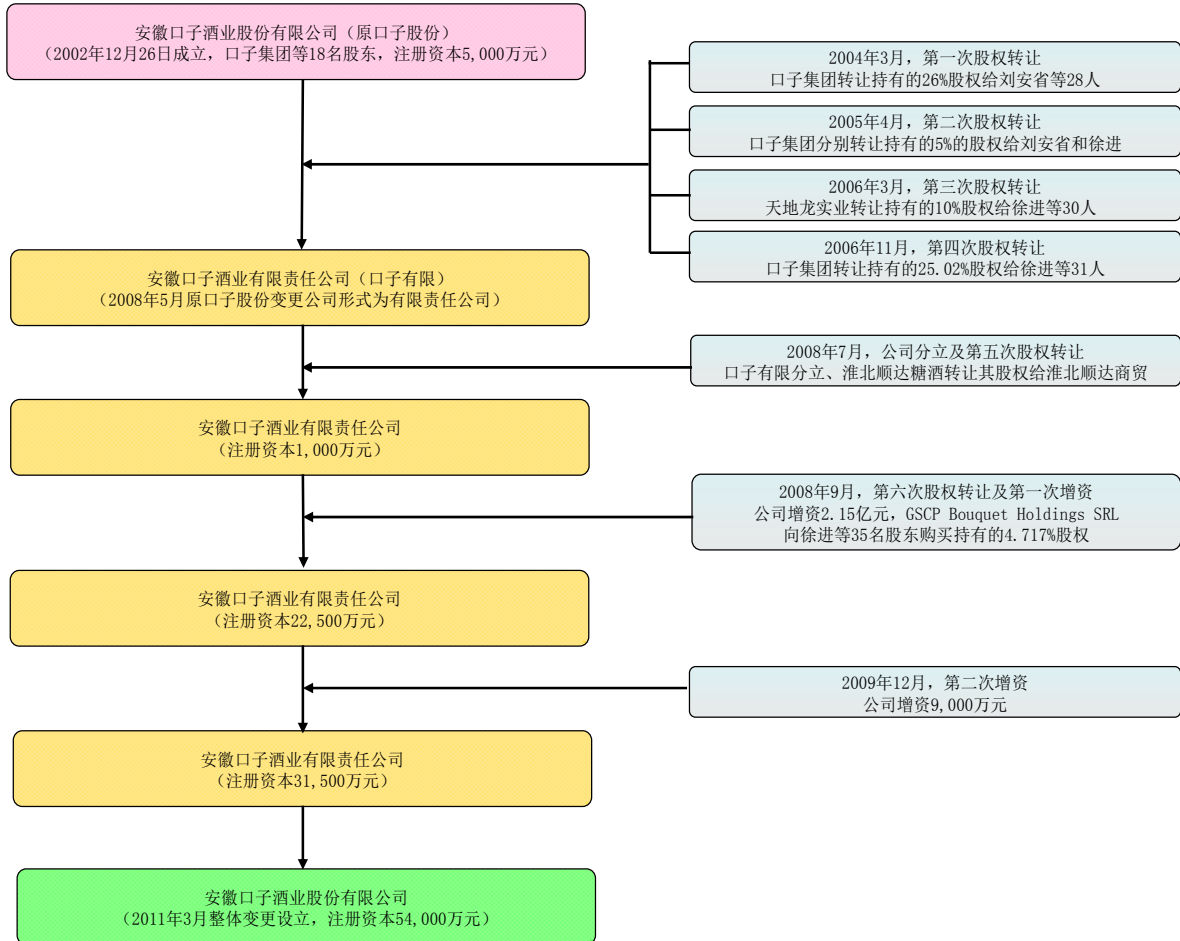 安徽口子酒业股份有限公司（原口子股份）
（2002年12月26日成立，口子集团等18名股东，注册资本5,000万元）
2004年3月，第一次股权转让
口子集团转让持有的26%股权给刘安省等28人
2005年4月，第二次股权转让
口子集团分别转让持有的5%的股权给刘安省和徐进
2006年3月，第三次股权转让
天地龙实业转让持有的10%股权给徐进等30人
2006年11月，第四次股权转让
口子集团转让持有的25.02%股权给徐进等31人
安徽口子酒业有限责任公司（口子有限）
（2008年5月原口子股份变更公司形式为有限责任公司）
2008年7月，公司分立及第五次股权转让
口子有限分立、淮北顺达糖酒转让其股权给淮北顺达商贸
安徽口子酒业有限责任公司
（注册资本1,000万元）
2008年9月，第六次股权转让及第一次增资
公司增资2.15亿元，GSCP Bouquet Holdings SRL
向徐进等35名股东购买持有的4.717%股权
安徽口子酒业有限责任公司
（注册资本22,500万元）
2009年12月，第二次增资
公司增资9,000万元
安徽口子酒业有限责任公司
（注册资本31,500万元）
安徽口子酒业股份有限公司
（2011年3月整体变更设立，注册资本54,000万元）